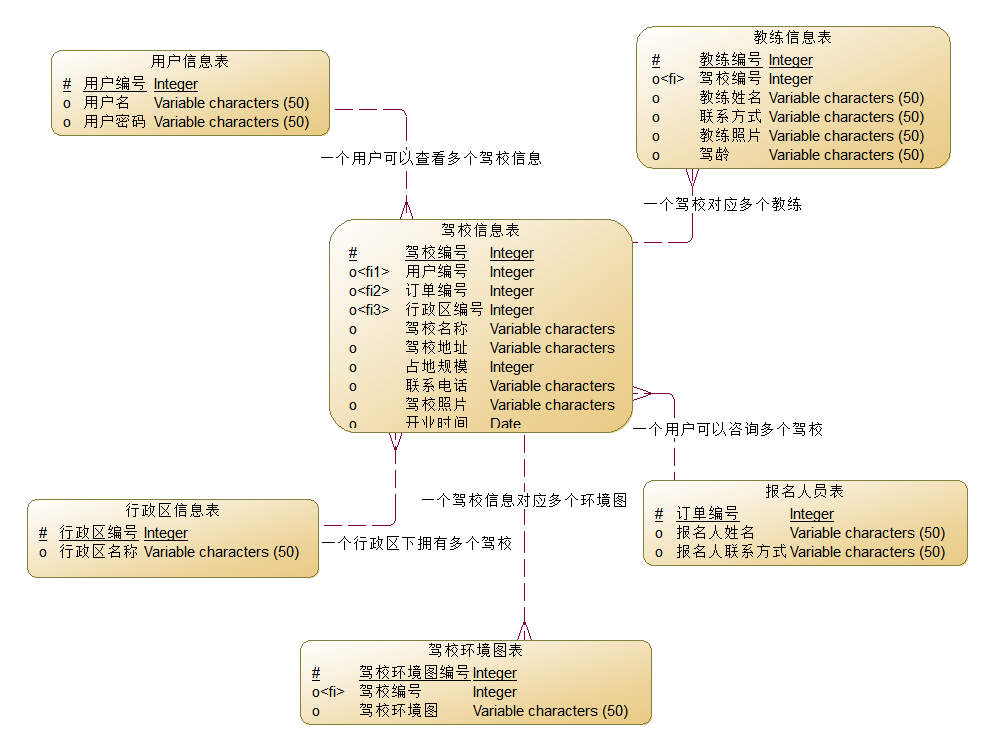 用户信息表
# 用户编号 Integer
o 用户名 Variable characters (50)
o 用户密码 Variable characters (50)
教练信息表
# 教练编号 Integer
o<fi> 驾校编号 Integer
o 教练姓名 Variable characters (50)
o 联系方式 Variable characters (50)
o 教练照片 Variable characters (50)
o 驾龄 Variable characters (50)
一个用户可以查看多个驾校信息
一个驾校对应多个教练
驾校信息表
# 驾校编号 Integer
o<fi1> 用户编号 Integer
o<fi2> 订单编号 Integer
o<fi3> 行政区编号 Integer
o 驾校名称 Variable characters
o 驾校地址 Variable characters
o 占地规模 Integer
o 联系电话 Variable characters
o 驾校照片 Variable characters
o 开业时间 Date
一个用户可以咨询多个驾校
一个驾校信息对应多个环境图
行政区信息表
# 行政区编号 Integer
o 行政区名称 Variable characters (50)
一个行政区下拥有多个驾校
报名人员表
# 订单编号 Integer
o 报名人姓名 Variable characters (50)
o 报名人联系方式 Variable characters (50)
驾校环境图表
# 驾校环境图编号 Integer
o<fi> 驾校编号 Integer
o 驾校环境图 Variable characters (50)